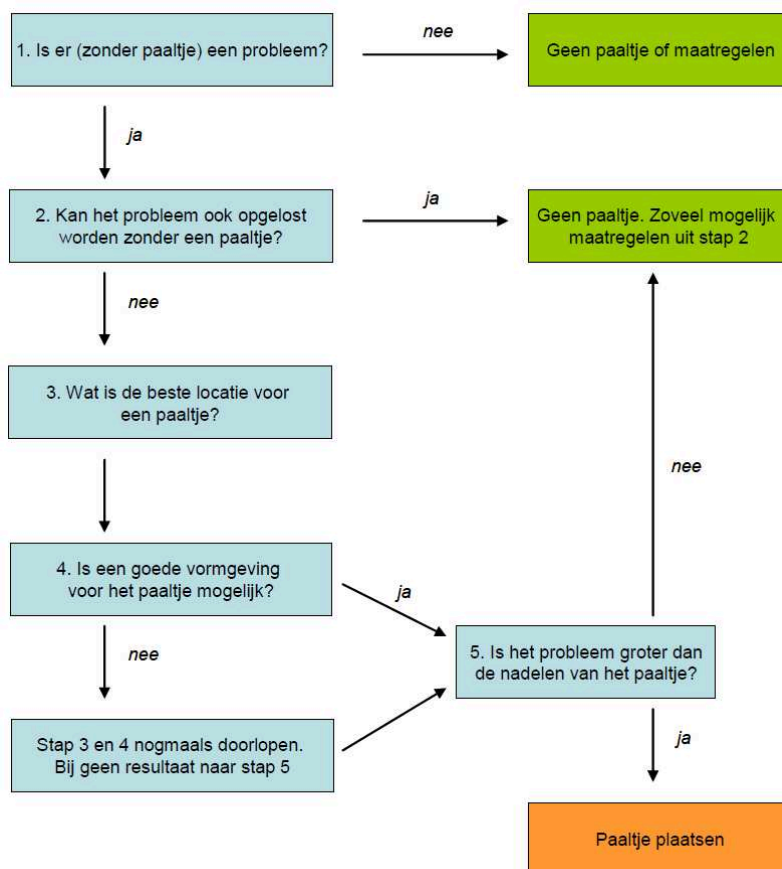 1. Is er (zonder paaltje) een probleem?
nee
Geen paaltje of maatregelen
ja
2. Kan het probleem ook opgelost
worden zonder een paaltje?
ja
Geen paaltje. Zoveel mogelijk
maatregelen uit stap 2
nee
3. Wat is de beste locatie voor
een paaltje?
nee
4. Is een goede vormgeving
voor het paaltje mogelijk?
ja
nee
5. Is het probleem groter dan
de nadelen van het paaltje?
Stap 3 en 4 nogmaals doorlopen.
Bij geen resultaat naar stap 5
ja
Paaltje plaatsen